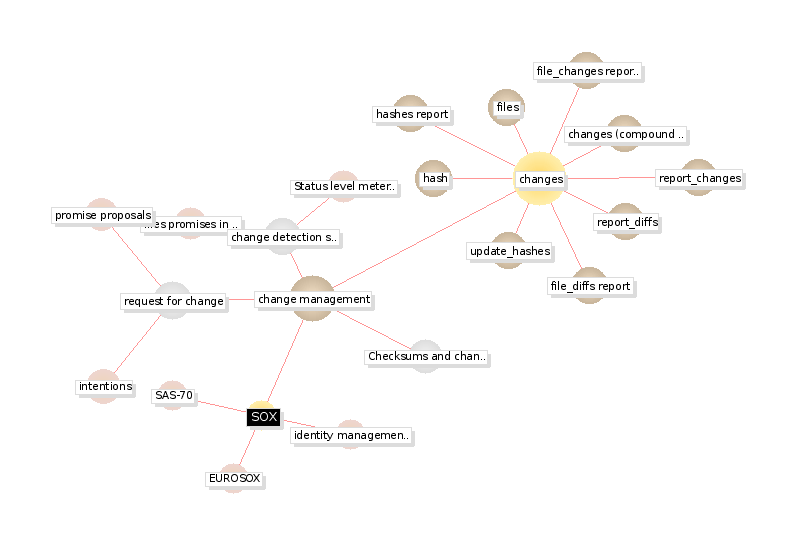 file_changes repor..
files
hashes report
changes (compound ..
hash
changes
report_changes
Status level meter..
promise proposals
report_diffs
...es promises in ..
change detection s..
update_hashes
file_diffs report
request for change
change management
Checksums and chan..
intentions
SAS-70
SOX
identity managemen..
EUROSOX